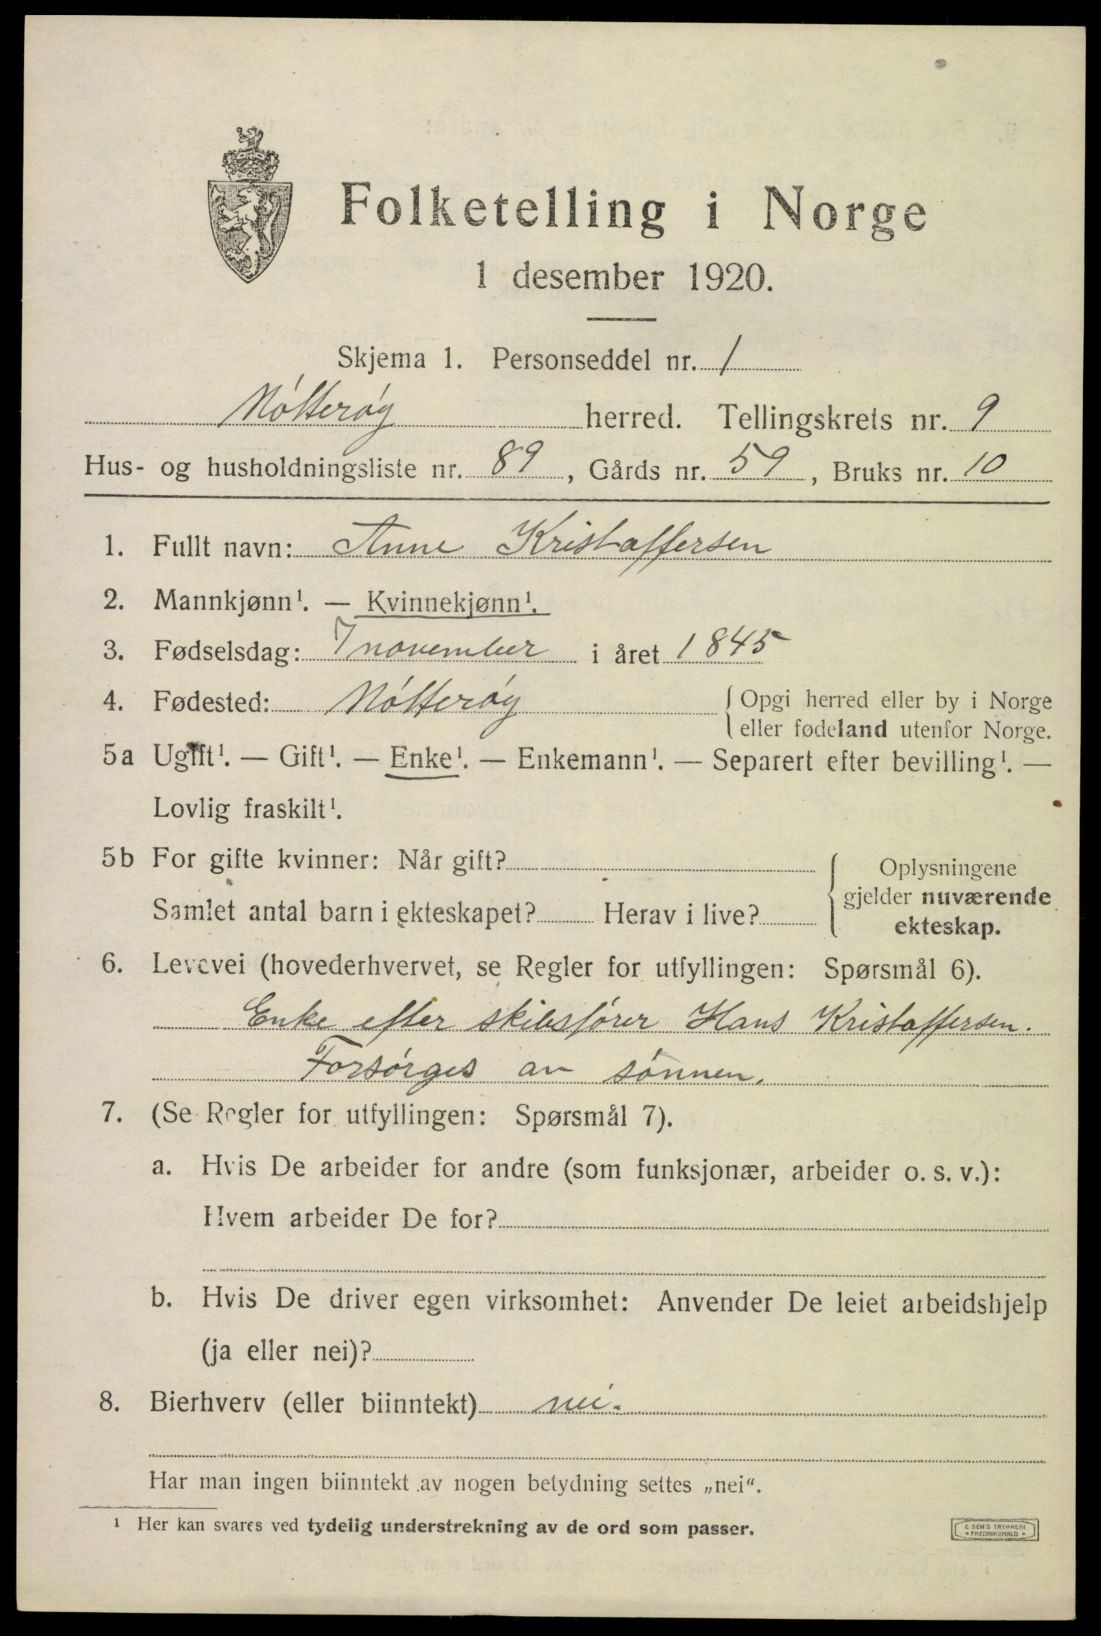 Folketelling i Norge
1 desember 1920.
Skjema 1. Personseddel nr. 1
Nótterøy herred. Tellingskrets nr. 9
Hus- og husholdningsliste nr. 89, Gårds nr. 59, Bruks nr. 10
1. Fullt navn: Anne Kristoffersen
2. Mannkjønn¹. — Kvinnekjønn¹.
3. Fødselsdag: 7 november i året 1845
4. Fødested: Nótterøy { Opgi herred eller by i Norge
eller fødeland utenfor Norge.
5a Ugift¹. — Gift¹. — Enke¹. — Enkemann¹. — Separert efter bevilling¹. —
Lovlig fraskilt¹.
5b For gifte kvinner: Når gift?
Samlet antal barn i ekteskapet? Herav i live?
{ Oplysningene
gjelder nuværende
ekteskap.
6. Levevei (hovederhvervet, se Regler for utfyllingen: Spørsmål 6).
Enke efter skibsfører Hans Kristoffersen.
Forsørges av sønnen.
7. (Se Regler for utfyllingen: Spørsmål 7).
a. Hvis De arbeider for andre (som funksjonær, arbeider o. s. v.):
Hvem arbeider De for?
b. Hvis De driver egen virksomhet: Anvender De leiet arbeidshjelp
(ja eller nei)?
8. Bierhverv (eller biinntekt) nei.
Har man ingen biinntekt av nogen betydning settes „nei“.
¹ Her kan svares ved tydelig understrekning av de ord som passer.
E. SEM'S TRYKKERI
• FREDRIKSHALD •